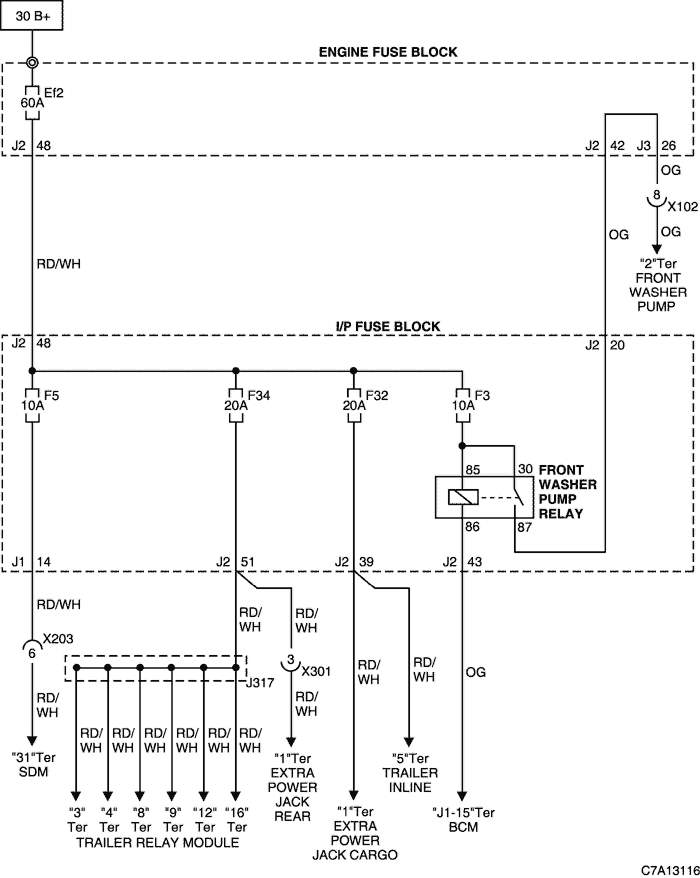 30 B+
ENGINE FUSE BLOCK
Ef2
60A
J2 48
J2 42 J3 26
OG
8
X102
OG
OG
RD/WH
"2"Ter
FRONT
WASHER
PUMP
I/P FUSE BLOCK
J2 48
J2 20
F5
10A
F34
20A
F32
20A
F3
10A
85 30
FRONT
WASHER
PUMP
RELAY
86 87
J1 14
J2 51
J2 39
J2 43
RD/WH
RD/
WH
RD/
WH
X203
6
3
X301
RD/
WH
RD/
WH
OG
J317
RD/
WH
RD/
WH
"31"Ter
SDM
RD/
WH
RD/
WH
RD/
WH
RD/
WH
RD/
WH
RD/
WH
"1"Ter
EXTRA
POWER
JACK
REAR
"5"Ter
TRAILER
INLINE
"3"
Ter
"4"
Ter
"8"
Ter
"9"
Ter
"12"
Ter
"16"
Ter
TRAILER RELAY MODULE
"1"Ter
EXTRA
POWER
JACK CARGO
"J1-15"Ter
BCM
C7A13116